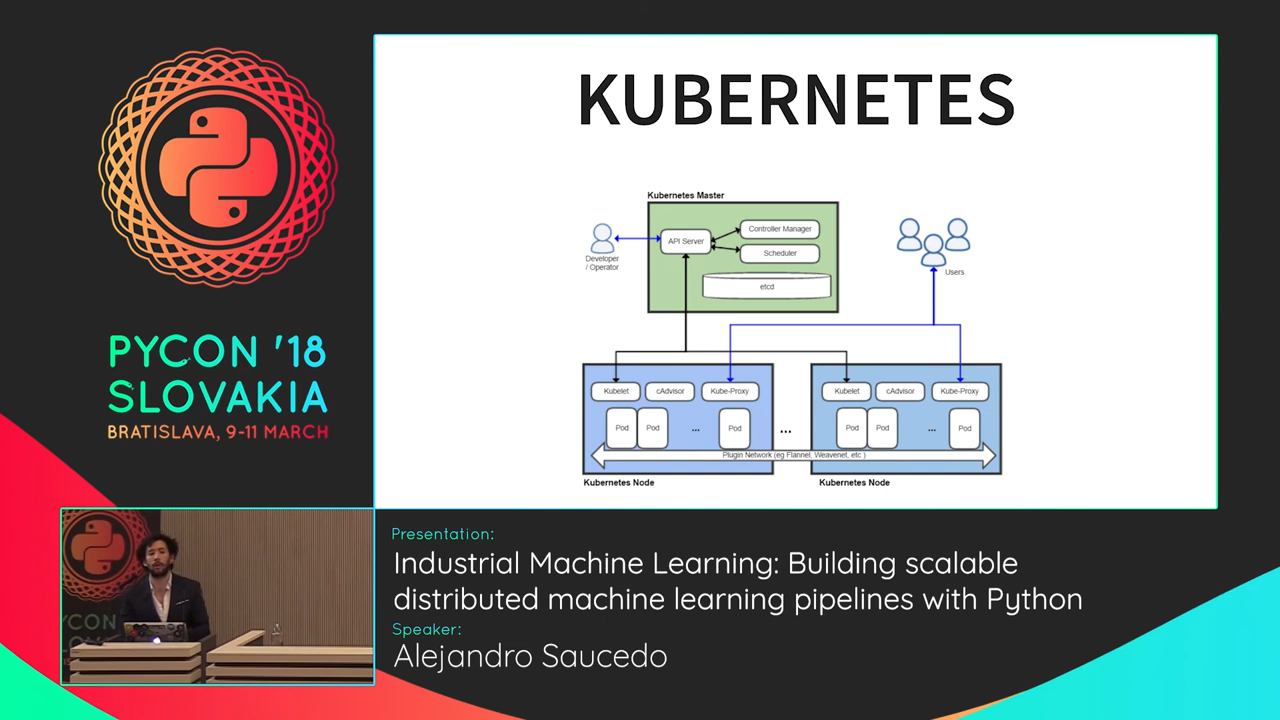 KUBERNETES
Kubernetes Master
API Server
Controller Manager
Scheduler
etcd
Developer
/ Operator
Users
Kubelet
cAdvisor
Kube-Proxy
Pod
Pod
...
Pod
...
Kubelet
cAdvisor
Kube-Proxy
Pod
Pod
...
Pod
Plugin Network (eg Flannel, Weavenet, etc )
Kubernetes Node
Kubernetes Node
PYCON '18
SLOVAKIA
BRATISLAVA, 9-11 MARCH
Presentation:
Industrial Machine Learning: Building scalable
distributed machine learning pipelines with Python
Speaker:
Alejandro Saucedo
YCON